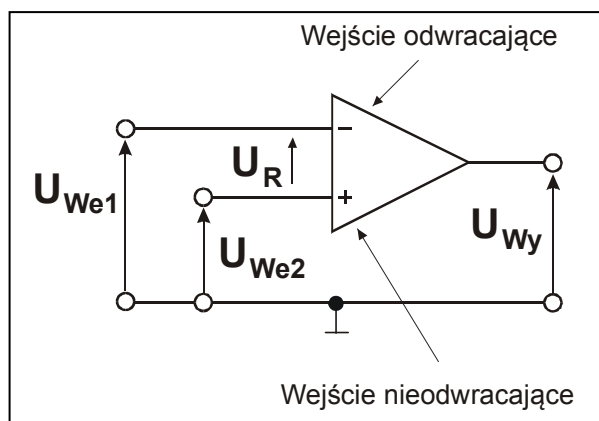 Wejście odwracające
−
U_R
U_We1
+
U_We2
U_Wy
Wejście nieodwracające